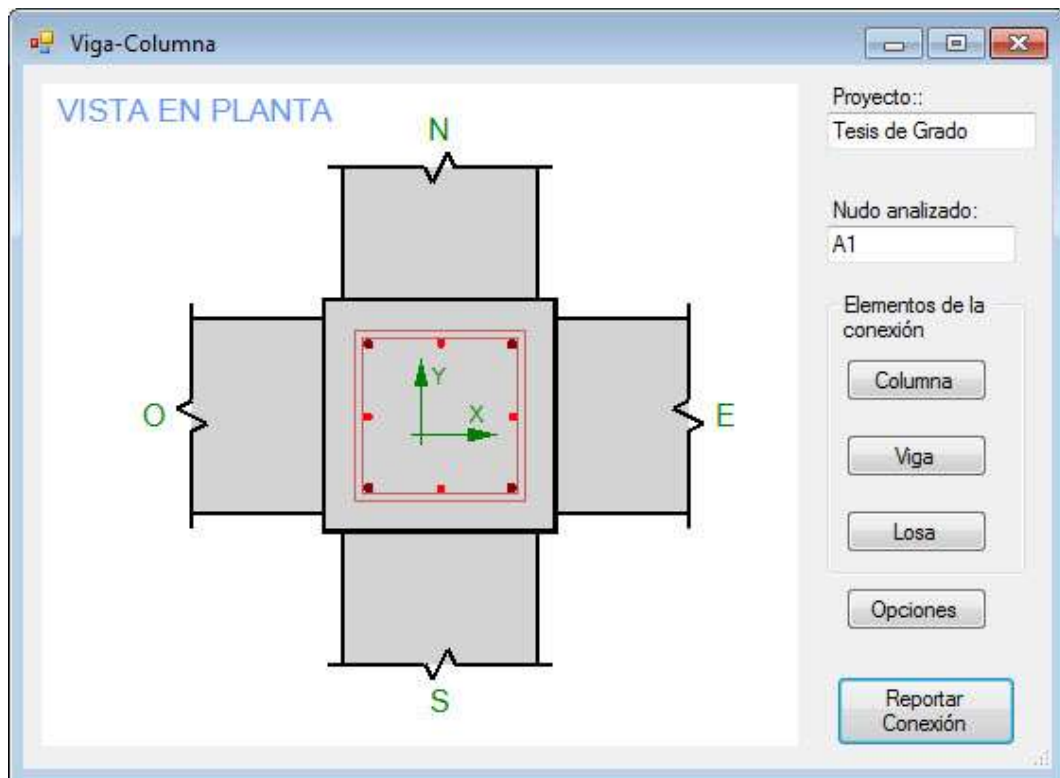 Viga-Columna
VISTA EN PLANTA
N
O
E
S
Y
X
Proyecto::
Tesis de Grado
Nudo analizado:
A1
Elementos de la
conexión
Columna
Viga
Losa
Opciones
Reportar
Conexión